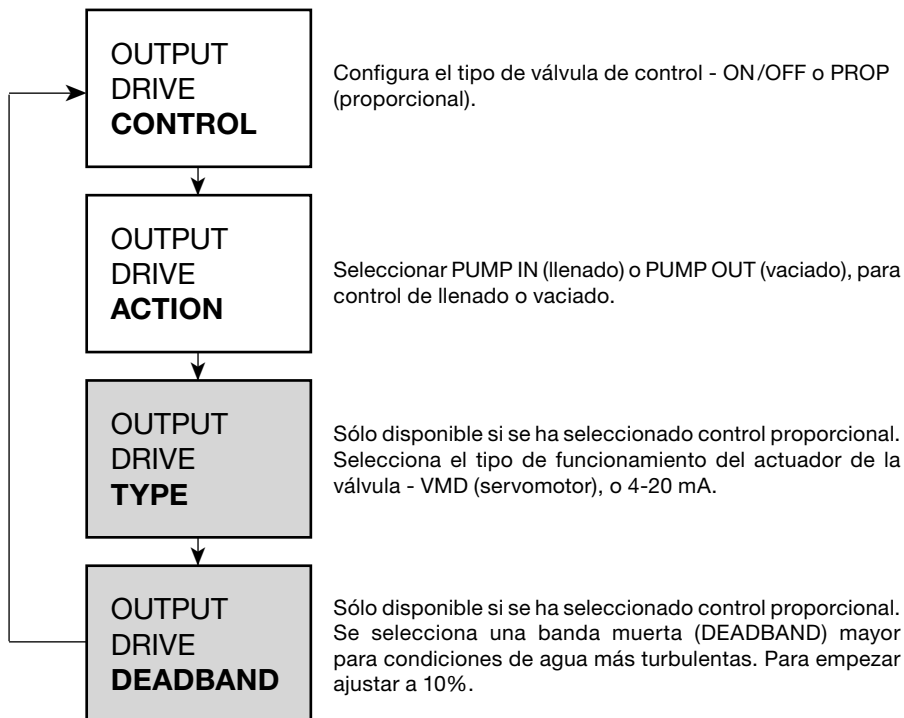 OUTPUT
DRIVE
CONTROL
Configura el tipo de válvula de control - ON/OFF o PROP
(proporcional).
OUTPUT
DRIVE
ACTION
Seleccionar PUMP IN (llenado) o PUMP OUT (vaciado), para
control de llenado o vaciado.
OUTPUT
DRIVE
TYPE
Sólo disponible si se ha seleccionado control proporcional.
Selecciona el tipo de funcionamiento del actuador de la
válvula - VMD (servomotor), o 4-20 mA.
OUTPUT
DRIVE
DEADBAND
Sólo disponible si se ha seleccionado control proporcional.
Se selecciona una banda muerta (DEADBAND) mayor
para condiciones de agua más turbulentas. Para empezar
ajustar a 10%.